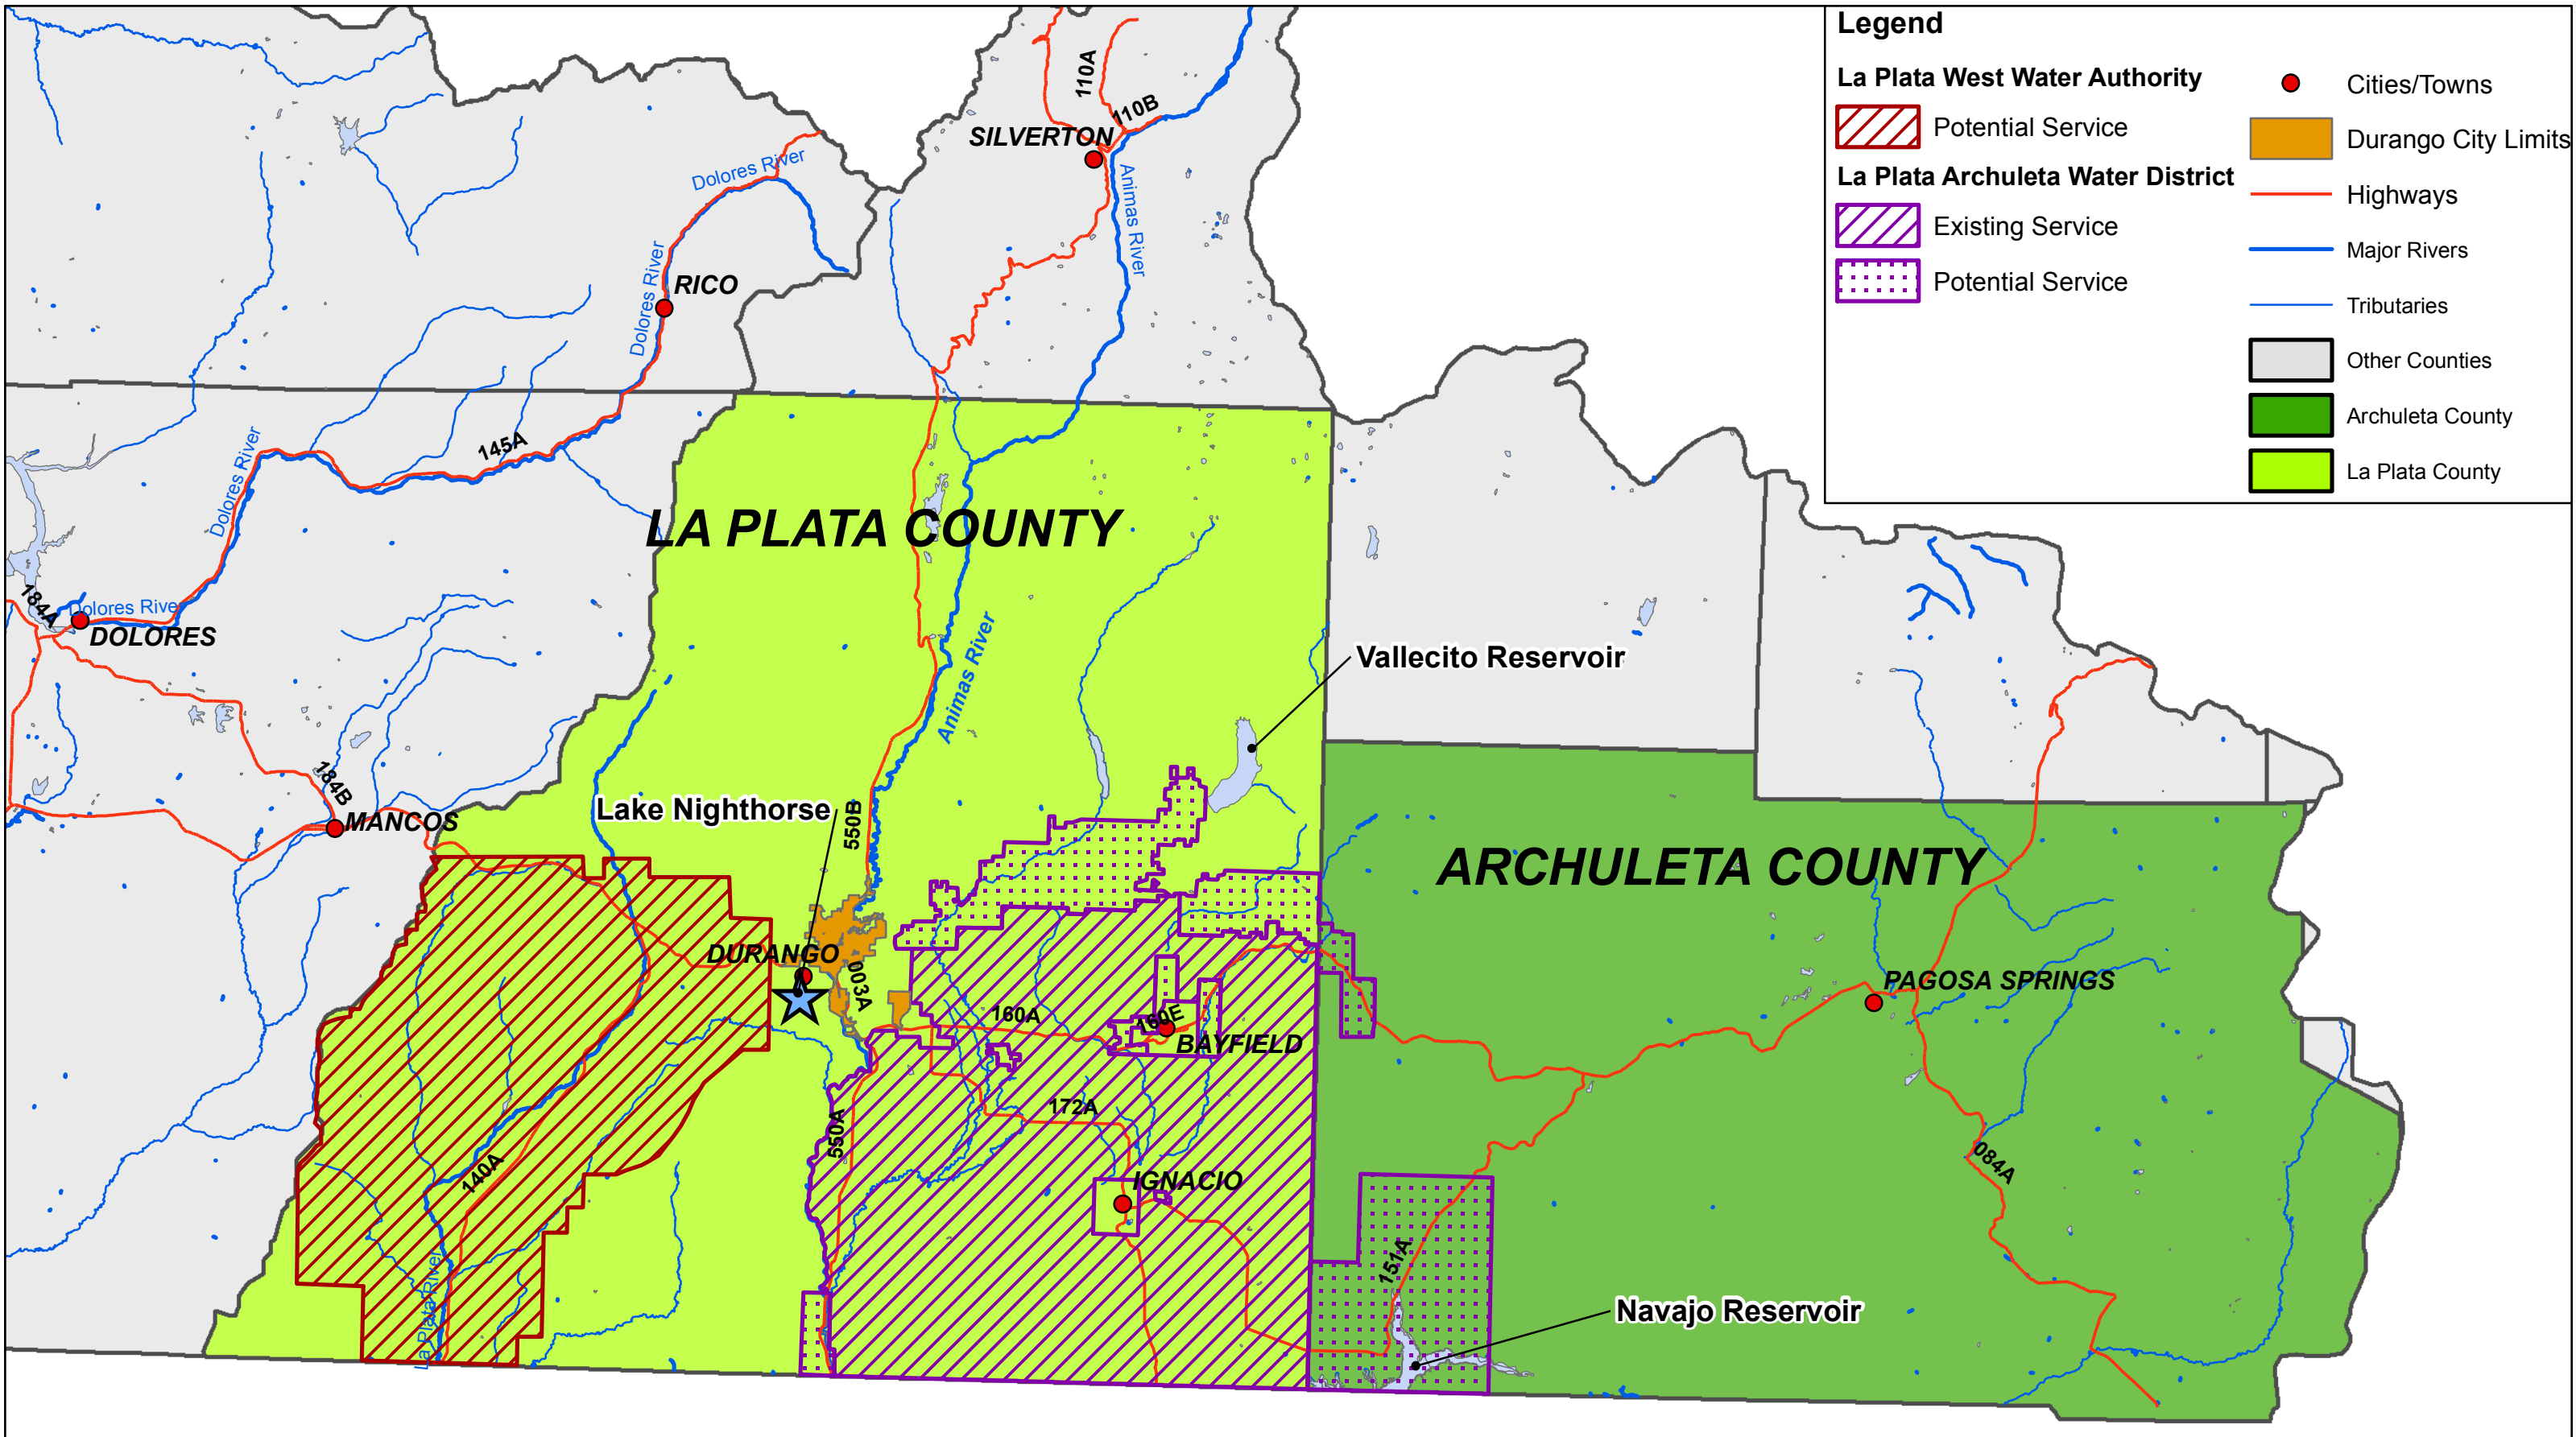 Legend
La Plata West Water Authority
Potential Service
La Plata Archuleta Water District
Existing Service
Potential Service
Cities/Towns
Durango City Limits
Highways
Major Rivers
Tributaries
Other Counties
Archuleta County
La Plata County
110A
110B
SILVERTON
Dolores River
Animas River
RICO
Dolores River
145A
Dolores River
LA PLATA COUNTY
184A
Dolores River
DOLORES
Animas River
Vallecito Reservoir
184B
MANCOS
Lake Nighthorse
550B
ARCHULETA COUNTY
DURANGO
003A
PAGOSA SPRINGS
160A
160E
BAYFIELD
172A
550A
140A
IGNACIO
084A
151A
La Plata River
Navajo Reservoir